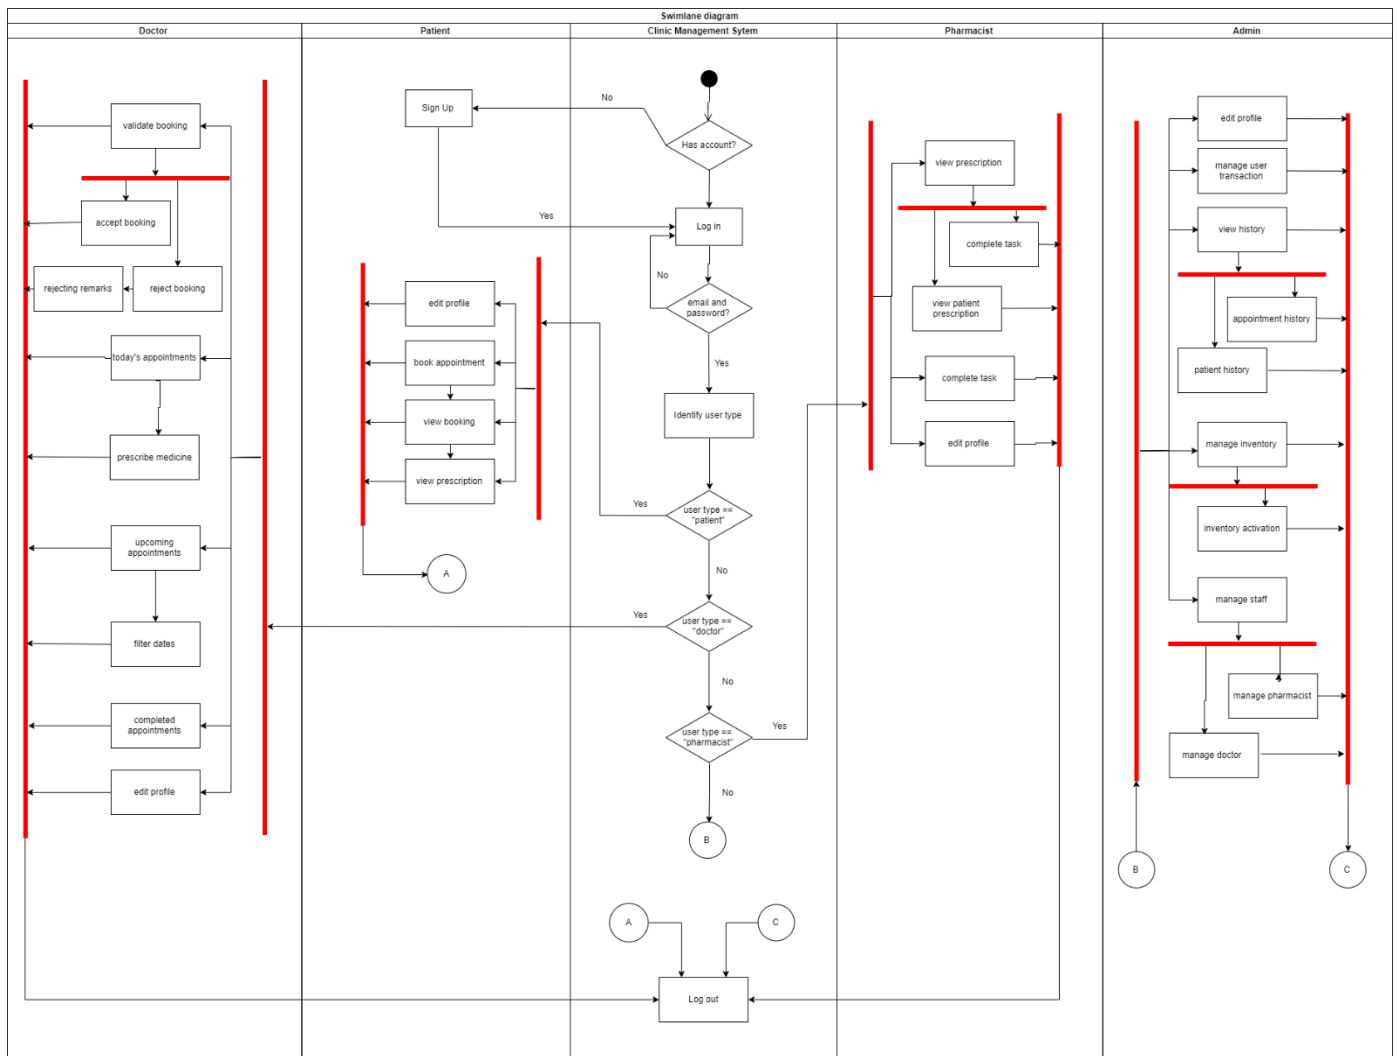 Swimlane diagram
Doctor
Patient
Clinic Management Sytem
Pharmacist
Admin
validate booking
accept booking
rejecting remarks
reject booking
today's appointments
prescribe medicine
upcoming
appointments
filter dates
completed
appointments
edit profile
Sign Up
No
Yes
edit profile
book appointment
view booking
view prescription
A
Has account?
Log in
No
email and
password?
Yes
Identify user type
user type ==
"patient"
Yes
No
user type ==
"doctor"
Yes
No
user type ==
"pharmacist"
Yes
No
B
A
C
Log out
view prescription
complete task
view patient
prescription
complete task
edit profile
edit profile
manage user
transaction
view history
appointment history
patient history
manage inventory
inventory activation
manage staff
manage pharmacist
manage doctor
B
C